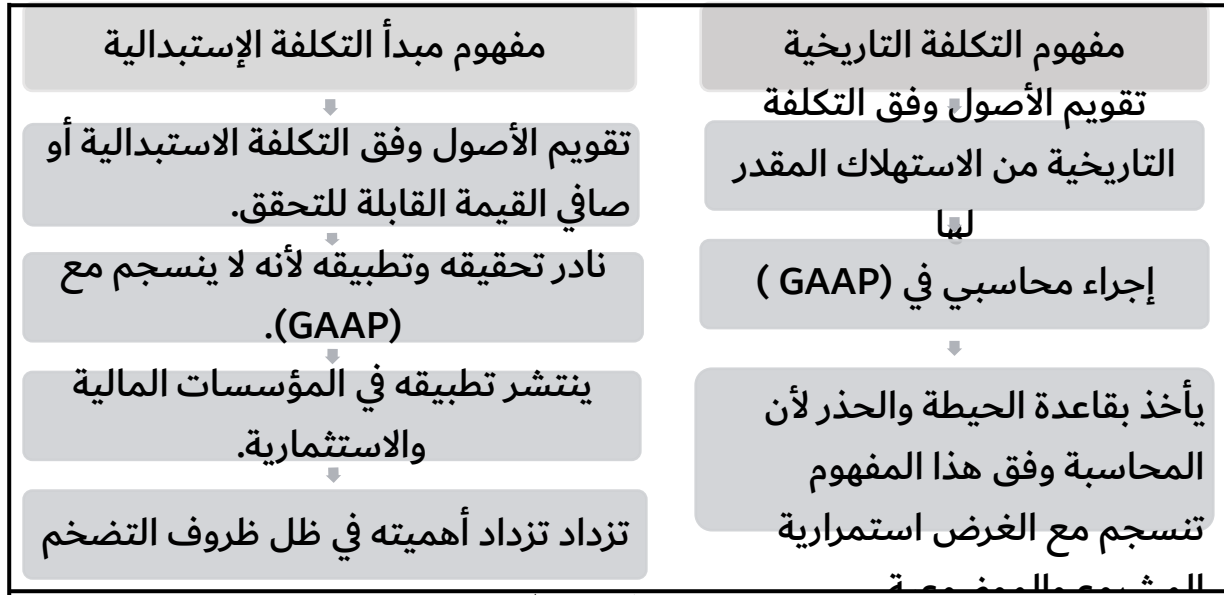 مفهوم التكلفة التاريخية
تقويم الأصول وفق التكلفة
التاريخية من الاستهلاك المقدر
لها
إجراء محاسبي في (GAAP )
يأخذ بقاعدة الحيطة والحذر لأن
المحاسبة وفق هذا المفهوم
تنسجم مع الغرض استمرارية
مفهوم مبدأ التكلفة الإستبدالية
تقويم الأصول وفق التكلفة الاستبدالية أو
صافي القيمة القابلة للتحقق.
نادر تحقيقه وتطبيقه لأنه لا ينسجم مع
(GAAP).
ينتشر تطبيقه في المؤسسات المالية
والاستثمارية.
تزداد تزداد أهميته في ظل ظروف التضخم